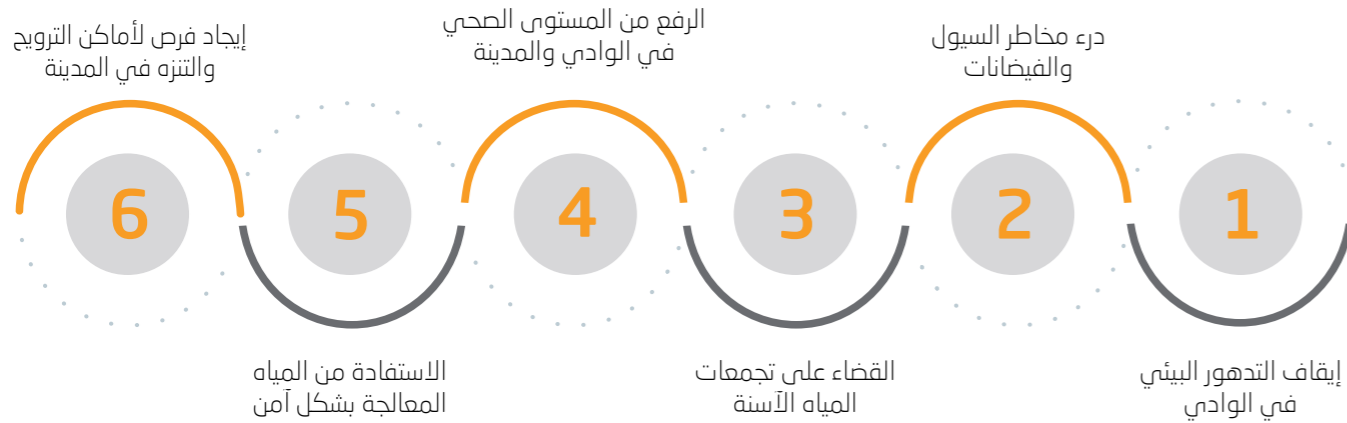 1
إيقاف التدهور البيئي
في الوادي
2
درء مخاطر السيول
والفيضانات
3
القضاء على تجمعات
المياه الآسنة
4
الرفع من المستوى الصحي
في الوادي والمدينة
5
الاستفادة من المياه
المعالجة بشكل آمن
6
إيجاد فرص لأماكن الترويح
والتنزه في المدينة